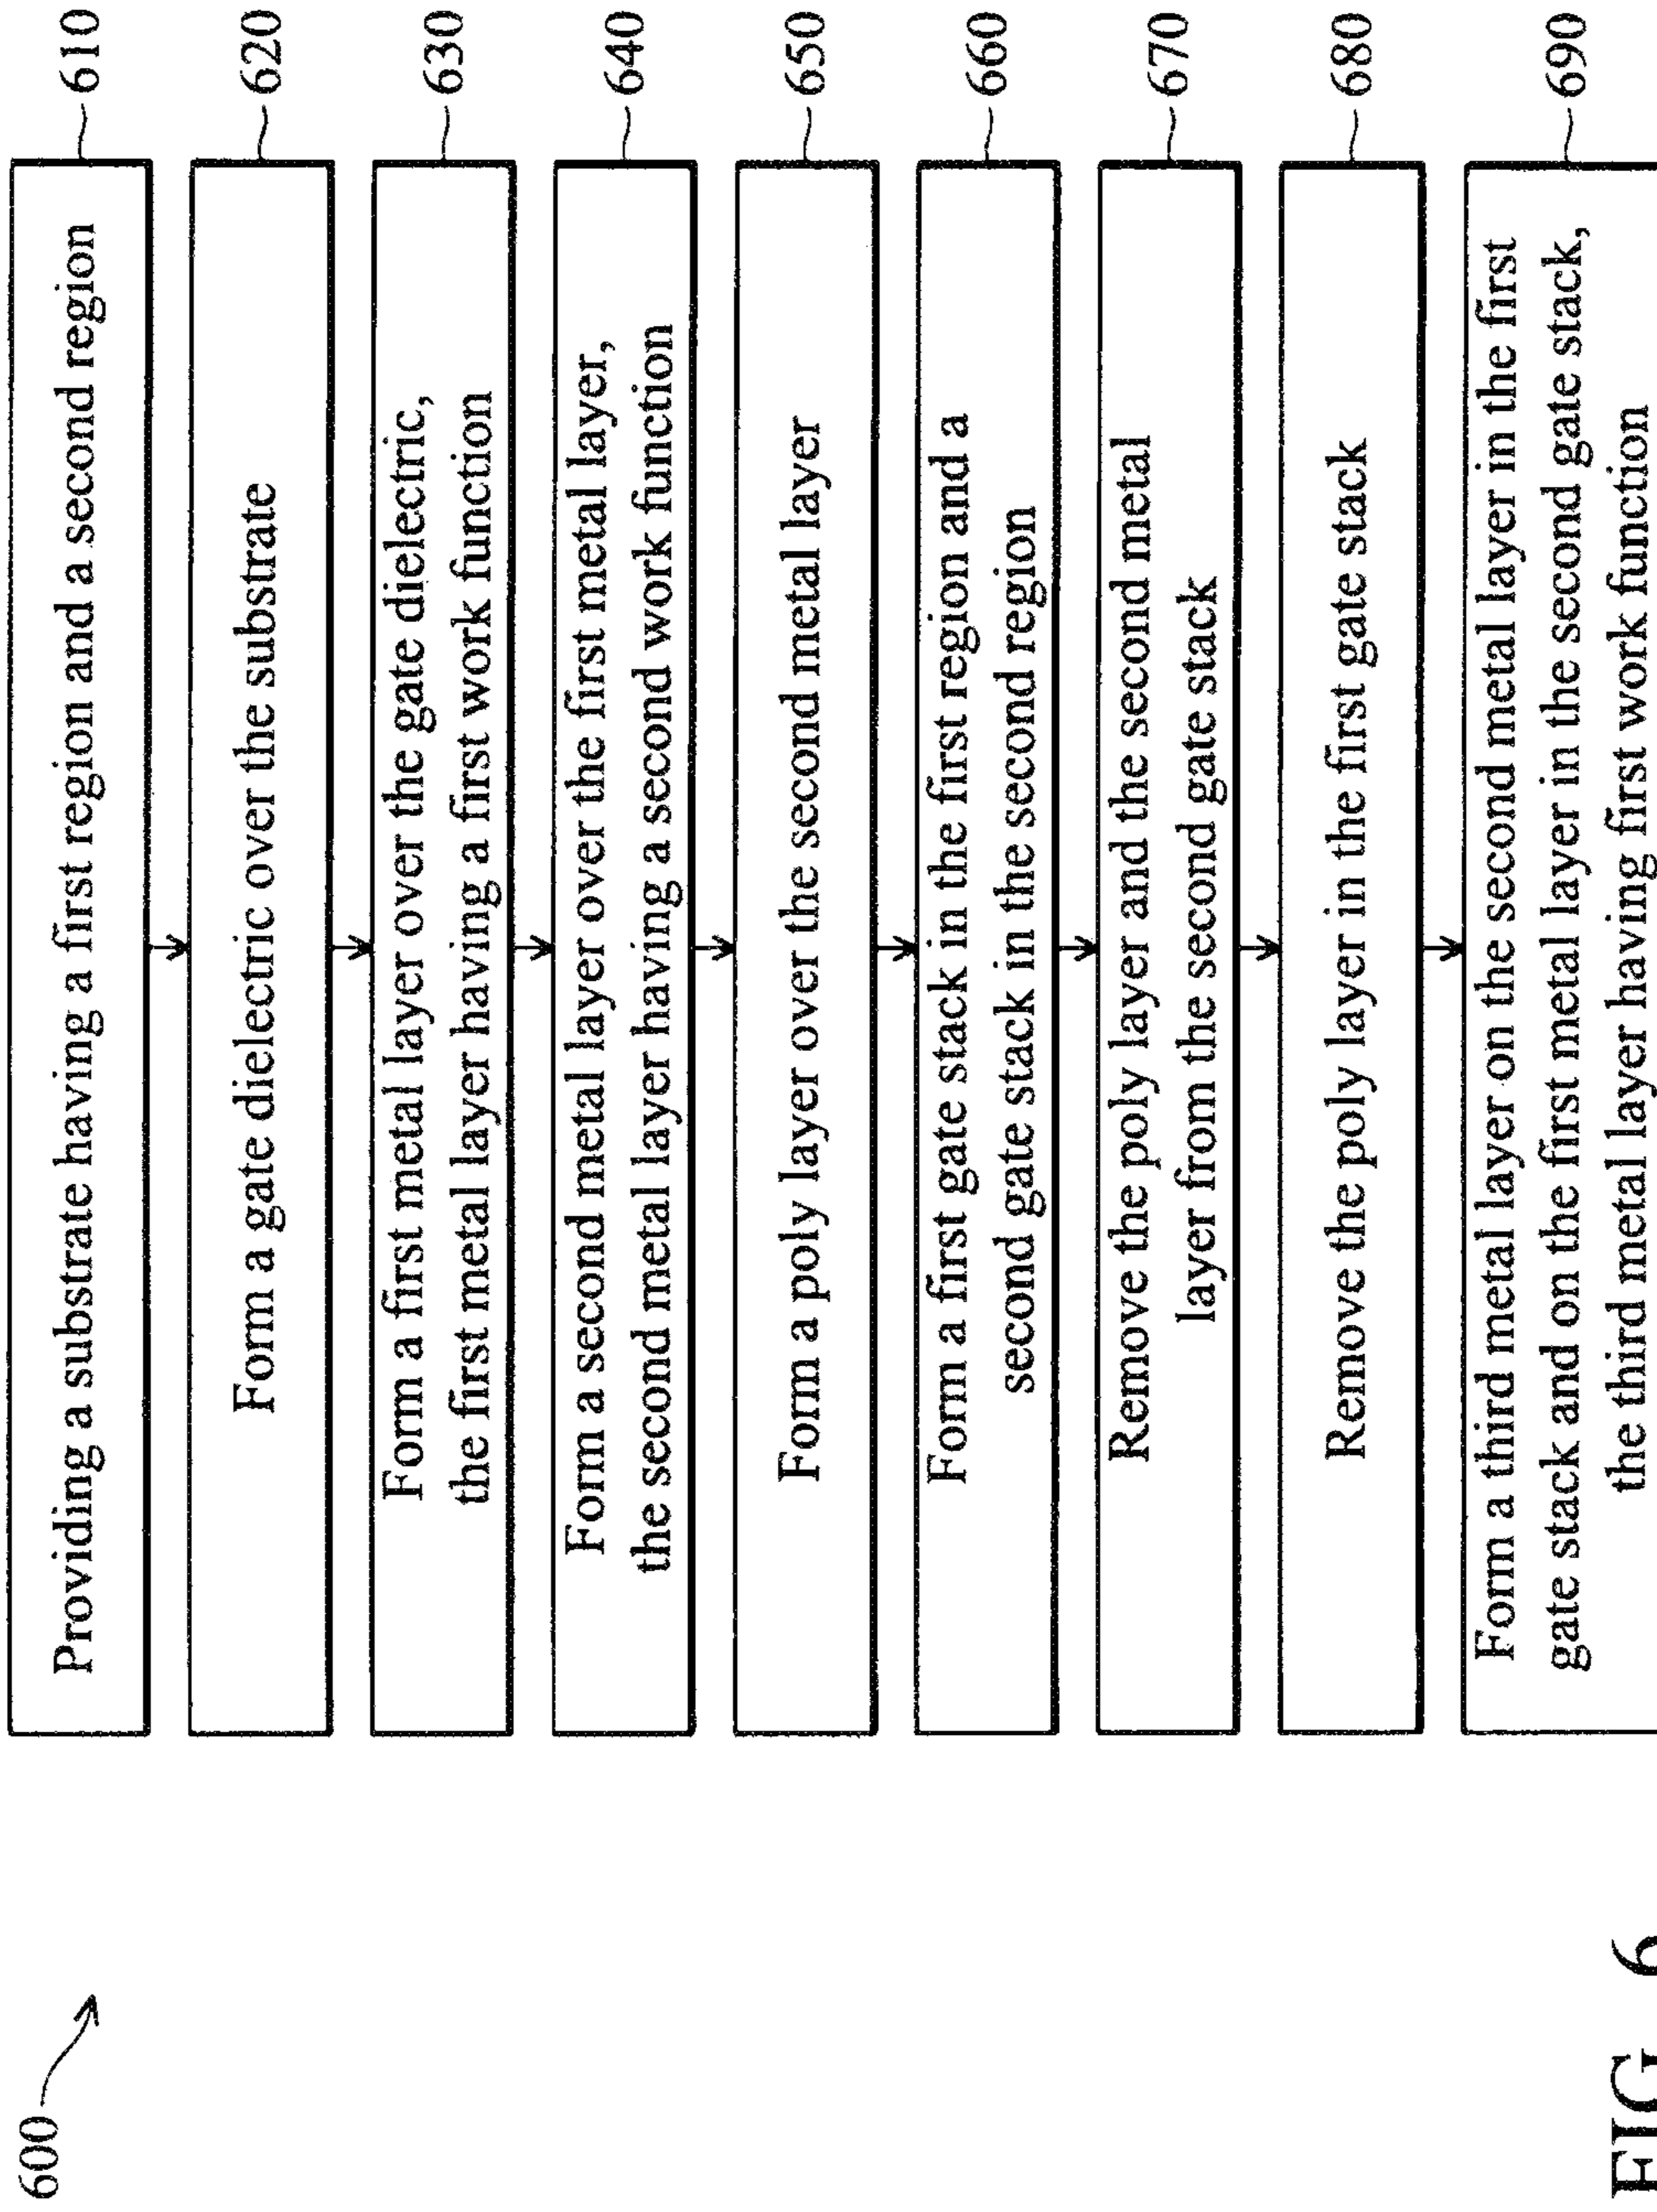 600
Providing a substrate having a first region and a second region
610
Form a gate dielectric over the substrate
620
Form a first metal layer over the gate dielectric,
the first metal layer having a first work function
630
Form a second metal layer over the first metal layer,
the second metal layer having a second work function
640
Form a poly layer over the second metal layer
650
Form a first gate stack in the first region and a
second gate stack in the second region
660
Remove the poly layer and the second metal
layer from the second gate stack
670
Remove the poly layer in the first gate stack
680
Form a third metal layer on the second metal layer in the first
gate stack and on the first metal layer in the second gate stack,
the third metal layer having first work function
690
FIG. 6